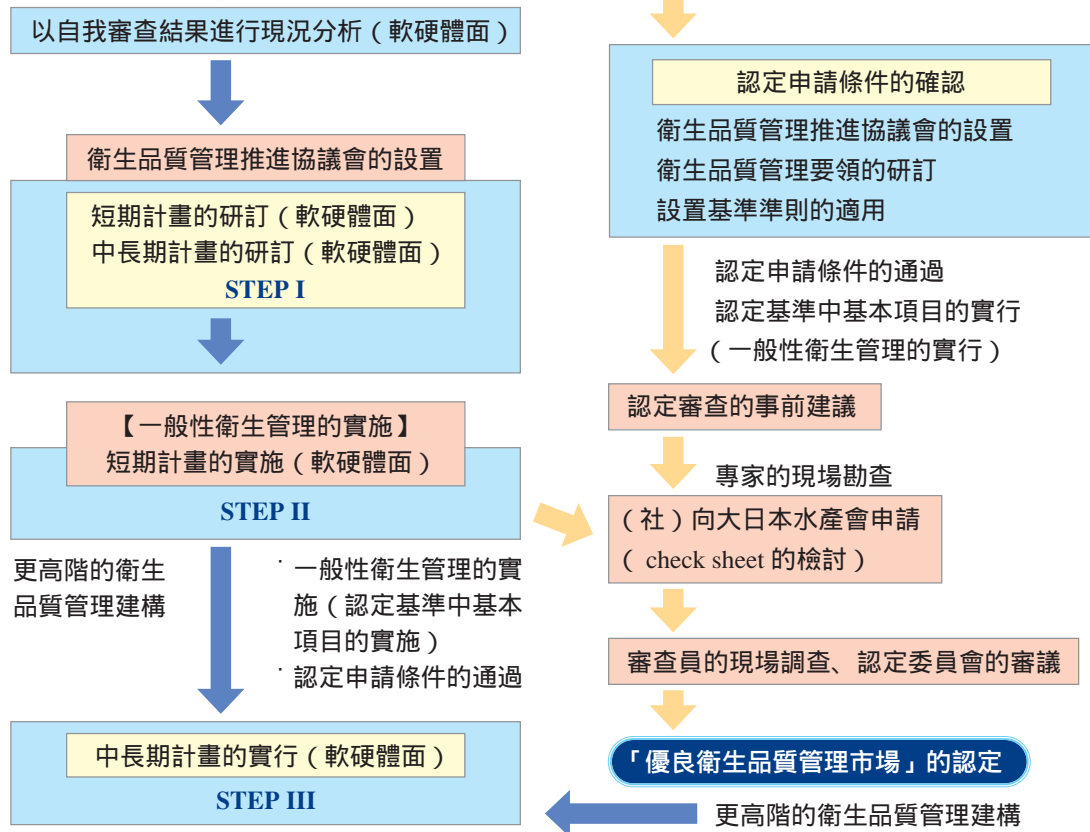 以自我審查結果進行現況分析（軟硬體面）
衛生品質管理推進協議會的設置
短期計畫的研訂（軟硬體面）
中長期計畫的研訂（軟硬體面）
STEP I
【一般性衛生管理的實施】
短期計畫的實施（軟硬體面）
STEP II
更高階的衛生
品質管理建構
˙一般性衛生管理的實
施（認定基準中基本
項目的實施）
˙認定申請條件的通過
中長期計畫的實行（軟硬體面）
STEP III
認定申請條件的確認
衛生品質管理推進協議會的設置
衛生品質管理要領的研訂
設置基準準則的適用
認定申請條件的通過
認定基準中基本項目的實行
（一般性衛生管理的實行）
認定審查的事前建議
專家的現場勘查
（社）向大日本水產會申請
（check sheet 的檢討）
審查員的現場調查、認定委員會的審議
「優良衛生品質管理市場」的認定
更高階的衛生品質管理建構